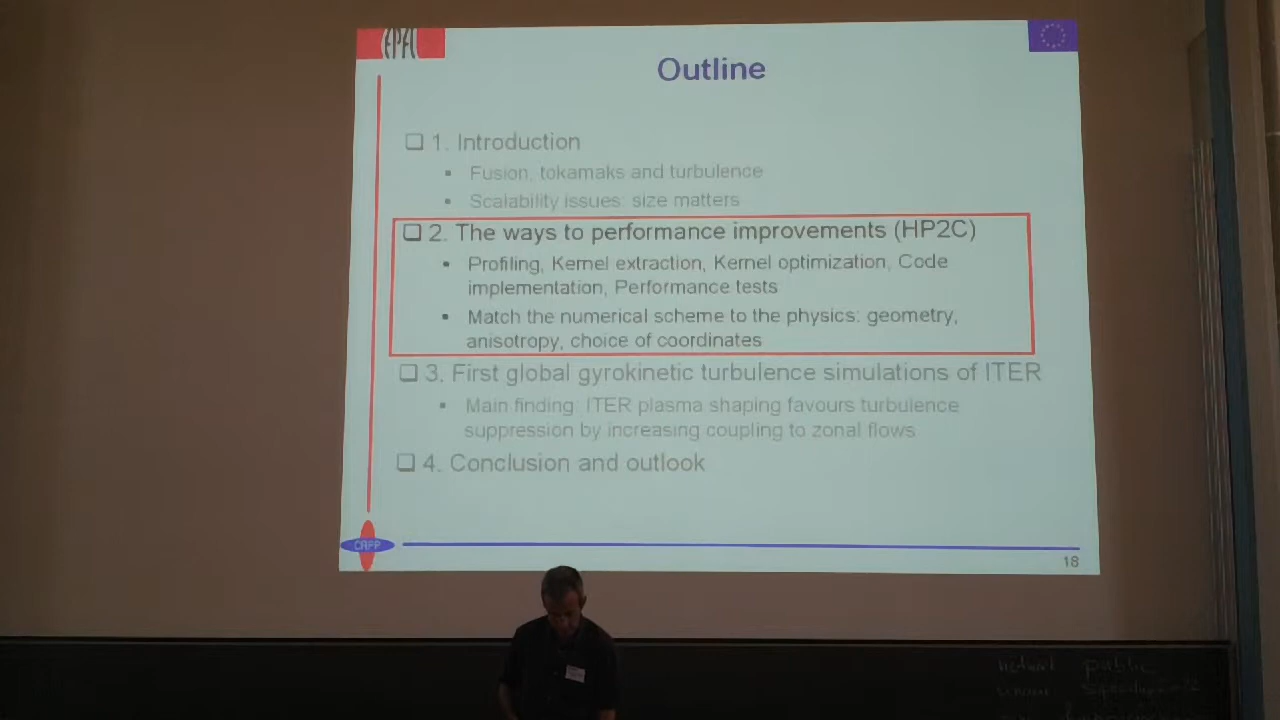 EPFL
Outline
❑ 1. Introduction
▪ Fusion, tokamaks and turbulence
▪ Scalability issues: size matters
❑ 2. The ways to performance improvements (HP2C)
▪ Profiling, Kernel extraction, Kernel optimization, Code
implementation, Performance tests
▪ Match the numerical scheme to the physics: geometry,
anisotropy, choice of coordinates
❑ 3. First global gyrokinetic turbulence simulations of ITER
▪ Main finding: ITER plasma shaping favours turbulence
suppression by increasing coupling to zonal flows
❑ 4. Conclusion and outlook
CRPP
18
public